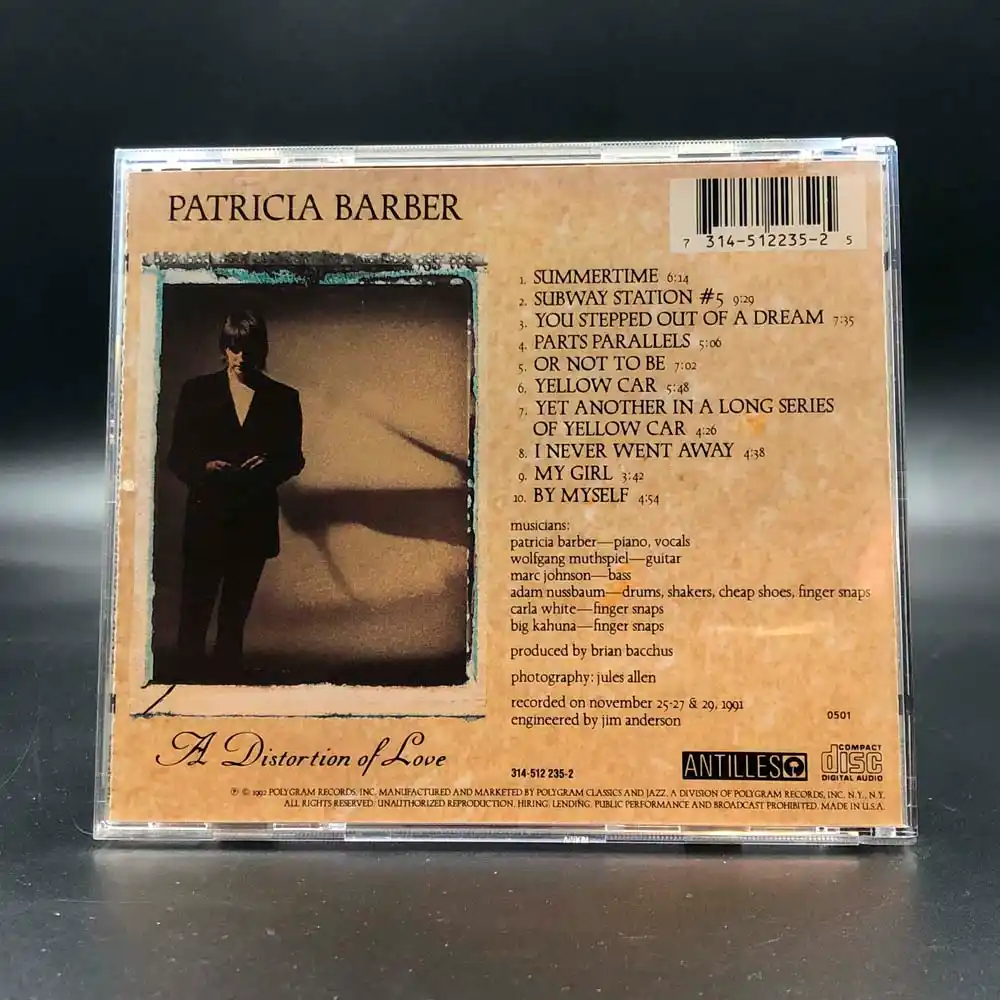 PATRICIA BARBER
7 314-512235-2 5
1. SUMMERTIME 6:14
2. SUBWAY STATION #5 9:29
3. YOU STEPPED OUT OF A DREAM 7:35
4. PARTS PARALLELS 5:06
5. OR NOT TO BE 7:02
6. YELLOW CAR 5:48
7. YET ANOTHER IN A LONG SERIES
OF YELLOW CAR 4:26
8. I NEVER WENT AWAY 4:38
9. MY GIRL 3:42
10. BY MYSELF 4:54
musicians:
patricia barber—piano, vocals
wolfgang muthspiel—guitar
marc johnson—bass
adam nussbaum—drums, shakers, cheap shoes, finger snaps
carla white—finger snaps
big kahuna—finger snaps
produced by brian bacchus
photography: jules allen
recorded on november 25-27 & 29, 1991
engineered by jim anderson
0501
A Distortion of Love
314-512 235-2
ANTILLES
COMPACT
disc
DIGITAL AUDIO
℗ © 1992 POLYGRAM RECORDS, INC. MANUFACTURED AND MARKETED BY POLYGRAM CLASSICS AND JAZZ, A DIVISION OF POLYGRAM RECORDS, INC. N.Y., N.Y.
ALL RIGHTS RESERVED. UNAUTHORIZED REPRODUCTION, HIRING, LENDING, PUBLIC PERFORMANCE AND BROADCAST PROHIBITED. MADE IN U.S.A.